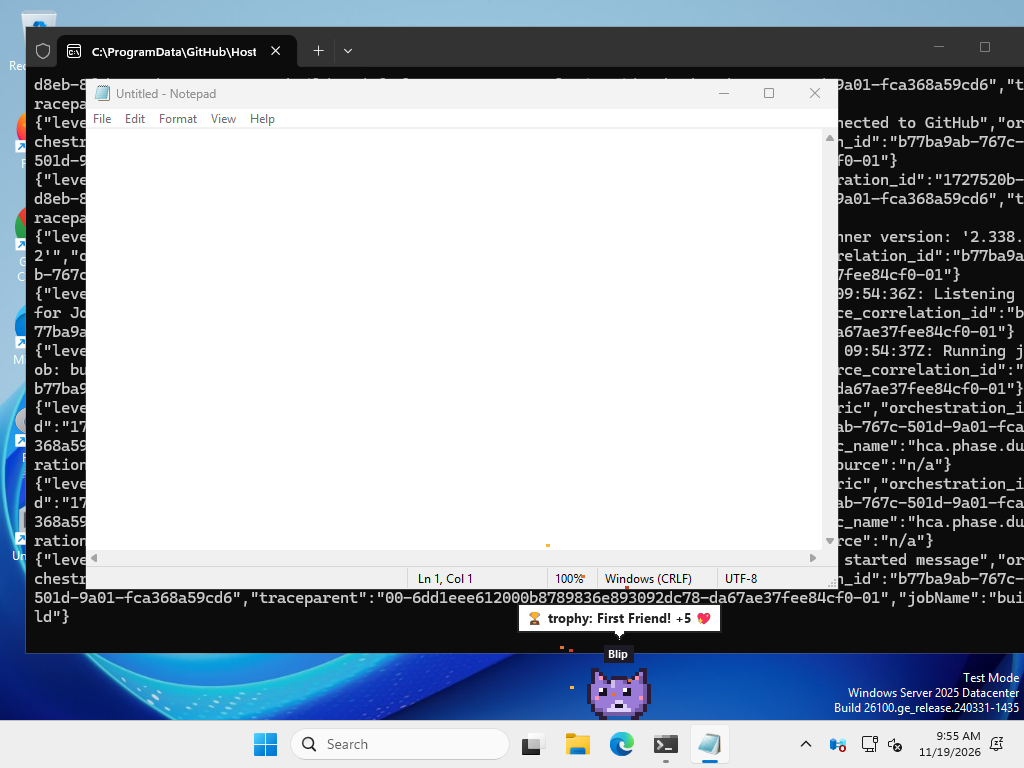 C:\ProgramData\GitHub\Host
Untitled - Notepad
File Edit Format View Help
d8eb-8
9a01-fca368a59cd6","t
racepa
{"leve
nected to GitHub","or
chestr
n_id":"b77ba9ab-767c-
501d-9
f0-01"}
{"leve
ration_id":"1727520b-
d8eb-8
9a01-fca368a59cd6","t
racepa
{"leve
nner version: '2.338.
2'","o
relation_id":"b77ba9a
b-767c
7fee84cf0-01"}
{"leve
09:54:36Z: Listening
for Jo
rce_correlation_id":"b
77ba9a
a67ae37fee84cf0-01"}
{"leve
09:54:37Z: Running j
ob: bu
rce_correlation_id":"
b77ba9
da67ae37fee84cf0-01"}
{"leve
ric","orchestration_i
d":"17
ab-767c-501d-9a01-fca
368a59
c_name":"hca.phase.du
ration
ource":"n/a"}
{"leve
ric","orchestration_i
d":"17
ab-767c-501d-9a01-fca
368a59
c_name":"hca.phase.du
ration
rce":"n/a"}
{"leve
started message","or
chestr
n_id":"b77ba9ab-767c-
501d-9a01-fca368a59cd6","traceparent":"00-6dd1eee612000b8789836e893092dc78-da67ae37fee84cf0-01","jobName":"bui
ld"}
Ln 1, Col 1 100% Windows (CRLF) UTF-8
trophy: First Friend! +5
Blip
Test Mode
Windows Server 2025 Datacenter
Build 26100.ge_release.240331-1435
Search
9:55 AM
11/19/2026